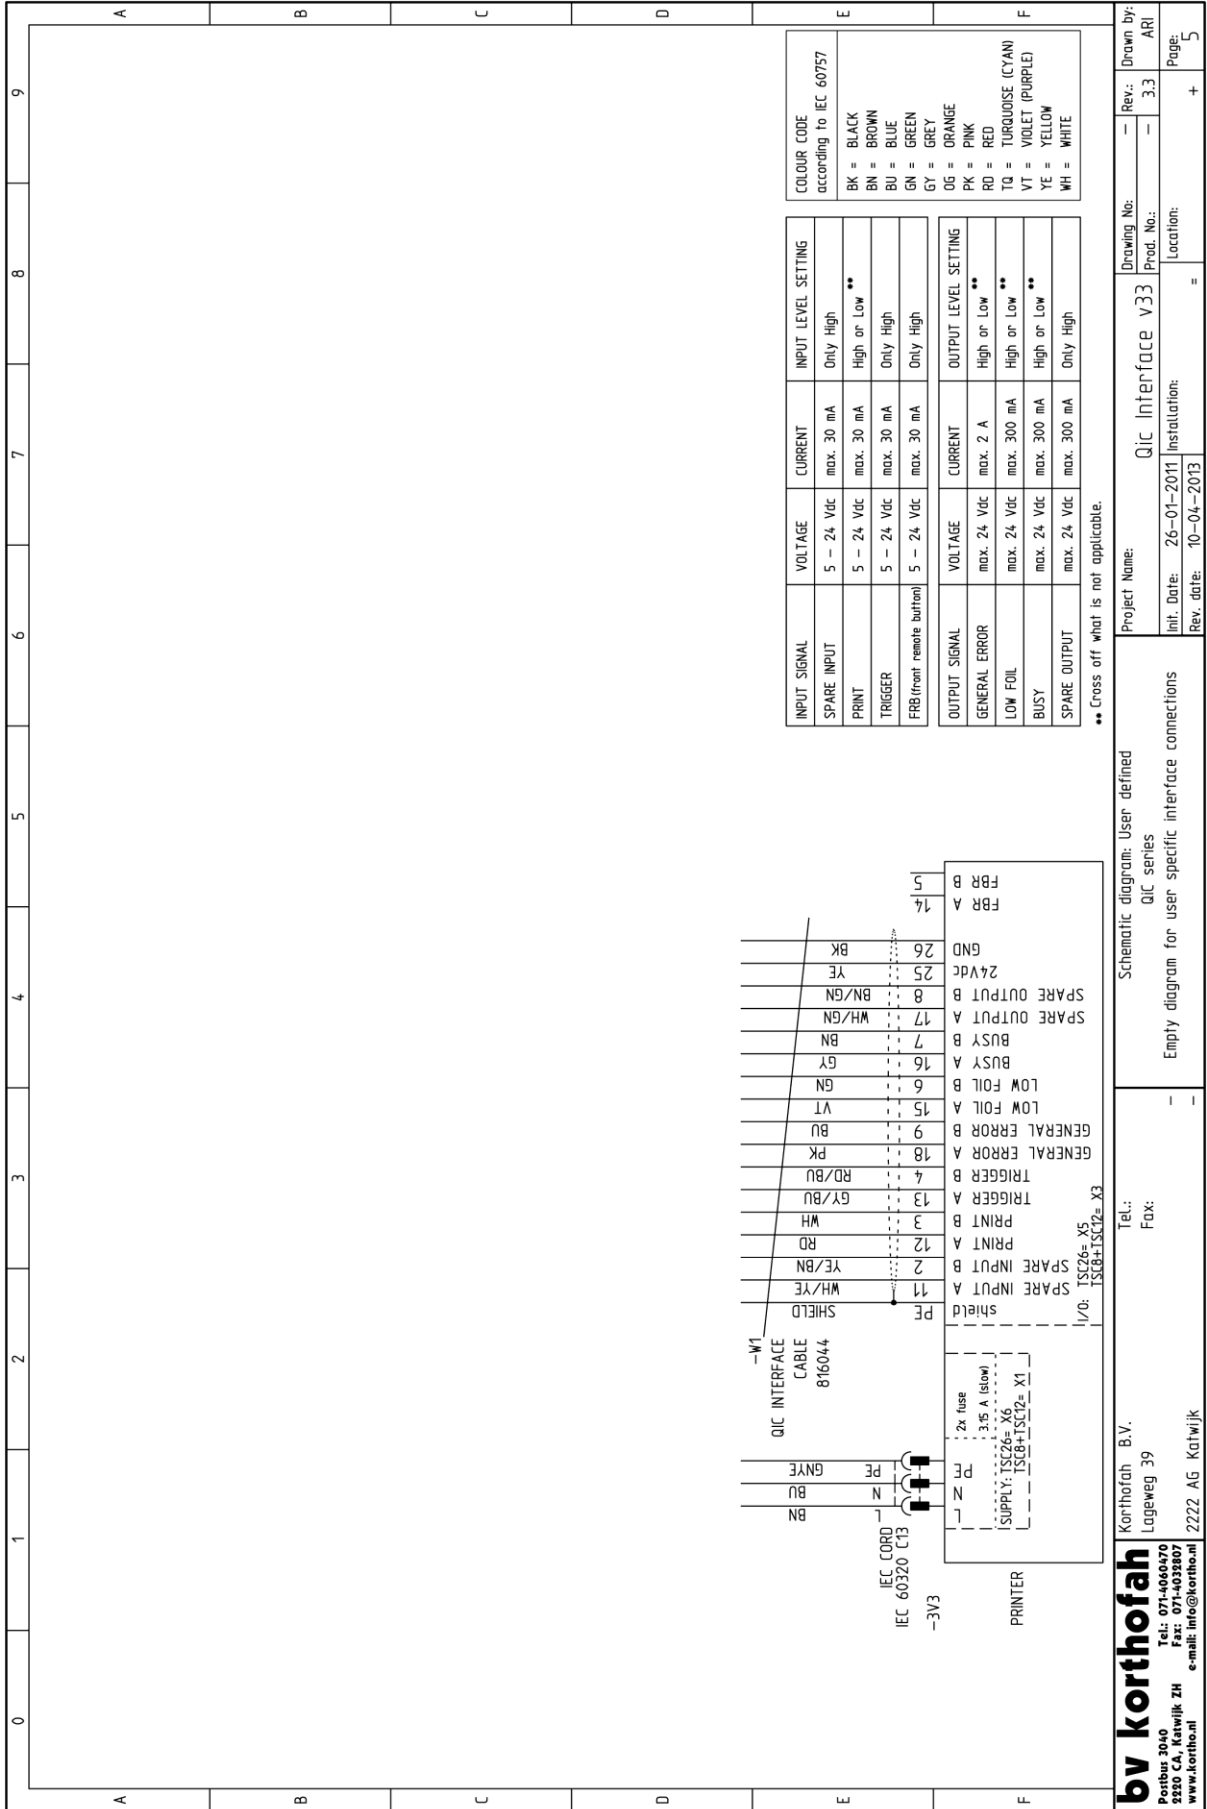 0 1 2 3 4 5 6 7 8 9
A
B
C
D
E
F
A
B
C
D
E
F
COLOUR CODE
according to IEC 60757
BK = BLACK
BN = BROWN
BU = BLUE
GN = GREEN
GY = GREY
OG = ORANGE
PK = PINK
RD = RED
TQ = TURQUOISE (CYAN)
VT = VIOLET (PURPLE)
YE = YELLOW
WH = WHITE
INPUT SIGNAL VOLTAGE CURRENT INPUT LEVEL SETTING
SPARE INPUT 5 – 24 Vdc max. 30 mA Only High
PRINT 5 – 24 Vdc max. 30 mA High or Low **
TRIGGER 5 – 24 Vdc max. 30 mA Only High
FRB(front remote button) 5 – 24 Vdc max. 30 mA Only High
OUTPUT SIGNAL VOLTAGE CURRENT OUTPUT LEVEL SETTING
GENERAL ERROR max. 24 Vdc max. 2 A High or Low **
LOW FOIL max. 24 Vdc max. 300 mA High or Low **
BUSY max. 24 Vdc max. 300 mA High or Low **
SPARE OUTPUT max. 24 Vdc max. 300 mA Only High
** Cross off what is not applicable.
-W1
QIC INTERFACE
CABLE
816044
IEC CORD
IEC 60320 C13
-3V3
PRINTER
BN L L
BU N N
GNYE PE PE
2x fuse
3.15 A (slow)
SUPPLY: TSC26= X6
TSC8+TSC12= X1
SHIELD PE shield
WH/YE 11 SPARE INPUT A
YE/BN 2 SPARE INPUT B
RD 12 PRINT A
WH 3 PRINT B
GY/BU 13 TRIGGER A
RD/BU 4 TRIGGER B
PK 18 GENERAL ERROR A
BU 9 GENERAL ERROR B
VT 15 LOW FOIL A
GN 6 LOW FOIL B
GY 16 BUSY A
BN 7 BUSY B
WH/GN 17 SPARE OUTPUT A
BN/GN 8 SPARE OUTPUT B
YE 25 24Vdc
BK 26 GND
14 FBR A
5 FBR B
I/O: TSC26= X5
TSC8+TSC12= X3
bv korthofah
Postbus 3040 Tel.: 071-4060470
2220 CA, Katwijk ZH Fax: 071-4032807
www.kortho.nl e-mail: info@kortho.nl
Korthofah B.V.
Lageweg 39
2222 AG Katwijk
Tel.:
Fax:
–
–
Schematic diagram: User defined
QiC series
Empty diagram for user specific interface connections
Project Name:
Qic Interface v33
Init. Date: 26-01-2011
Rev. date: 10-04-2013
Installation:
=
Drawing No: –
Prod. No.: –
Location:
+
Rev.:
3.3
Drawn by:
ARI
Page:
5